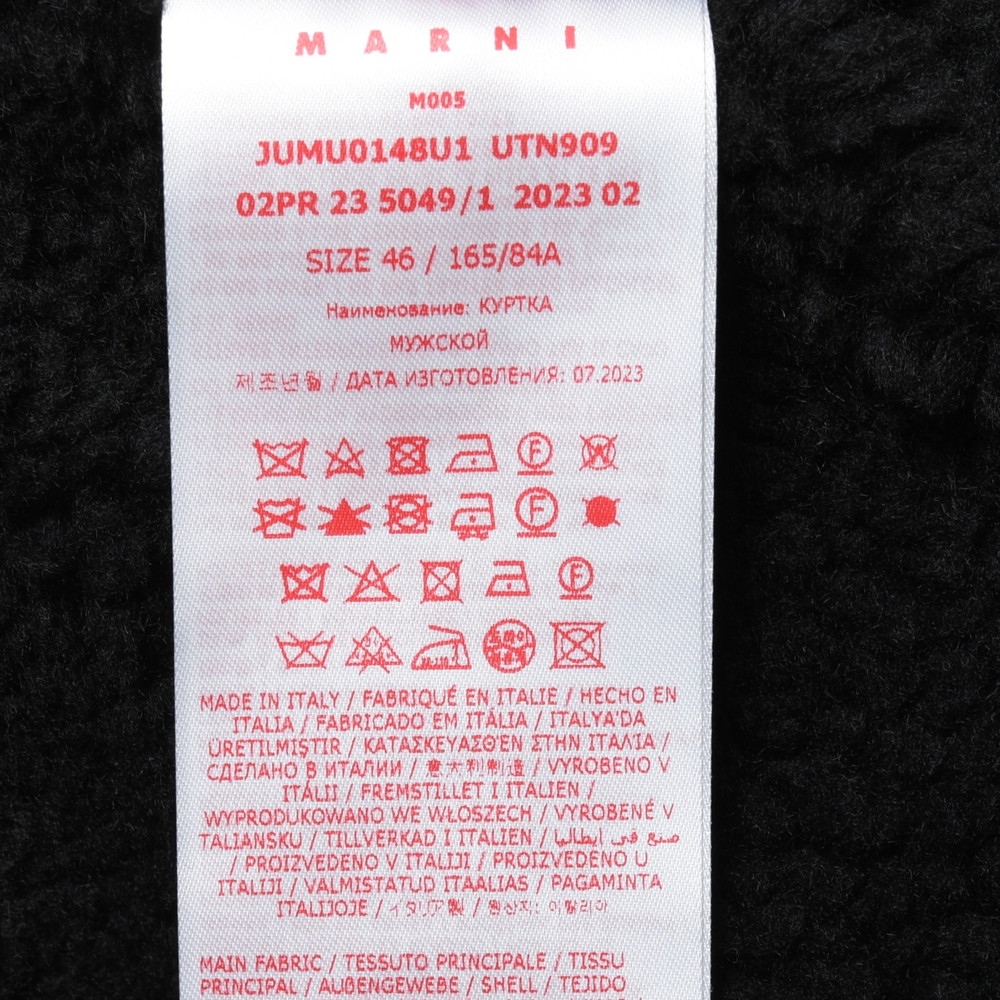 MARNI
M005
JUMU0148U1 UTN909
02PR 23 5049/1 2023 02
SIZE 46 / 165/84A
Наименование: КУРТКА
МУЖСКОЙ
제조년월 / ДАТА ИЗГОТОВЛЕНИЯ: 07.2023
F W
F
F
MADE IN ITALY / FABRIQUÉ EN ITALIE / HECHO EN
ITALIA / FABRICADO EM ITÁLIA / ITALYA'DA
ÜRETILMIŞTIR / ΚΑΤΑΣΚΕΥΑΣΘ'ΕΝ ΣΤΗΝ ΙΤΑΛ'ΙΑ /
СДЕЛАНО В ИТАЛИИ / 意大利制造 / VYROBENO V
ITÁLII / FREMSTILLET I ITALIEN /
WYPRODUKOWANO WE WŁOSZECH / VYROBENÉ V
TALIANSKU / TILLVERKAD I ITALIEN / صنع في ايطاليا
/ PROIZVEDENO V ITALIJI / PROIZVEDENO U
ITALIJI / VALMISTATUD ITAALIAS / PAGAMINTA
ITALIJOJE / イタリア製 / 원산지: 이탈리아
MAIN FABRIC / TESSUTO PRINCIPALE / TISSU
PRINCIPAL / AUßENGEWEBE / SHELL / TEJIDO